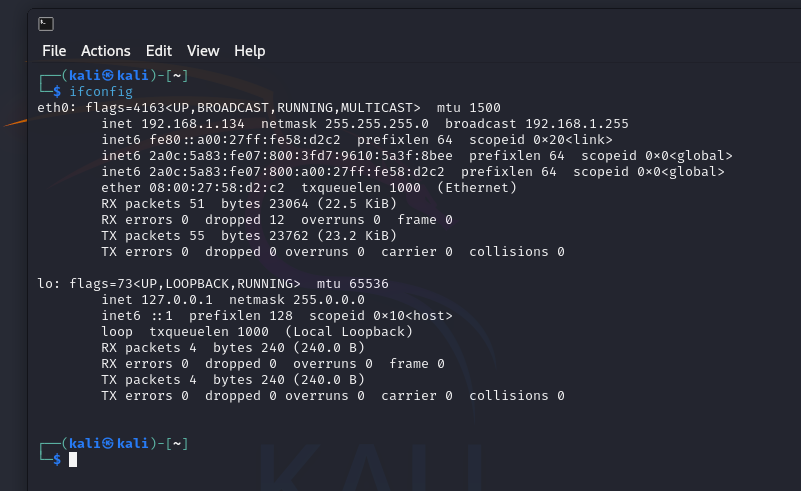 File Actions Edit View Help
┌──(kali㉿kali)-[~]
└─$ ifconfig
eth0: flags=4163<UP,BROADCAST,RUNNING,MULTICAST>  mtu 1500
        inet 192.168.1.134  netmask 255.255.255.0  broadcast 192.168.1.255
        inet6 fe80::a00:27ff:fe58:d2c2  prefixlen 64  scopeid 0×20<link>
        inet6 2a0c:5a83:fe07:800:3fd7:9610:5a3f:8bee  prefixlen 64  scopeid 0×0<global>
        inet6 2a0c:5a83:fe07:800:a00:27ff:fe58:d2c2  prefixlen 64  scopeid 0×0<global>
        ether 08:00:27:58:d2:c2  txqueuelen 1000  (Ethernet)
        RX packets 51  bytes 23064 (22.5 KiB)
        RX errors 0  dropped 12  overruns 0  frame 0
        TX packets 55  bytes 23762 (23.2 KiB)
        TX errors 0  dropped 0 overruns 0  carrier 0  collisions 0

lo: flags=73<UP,LOOPBACK,RUNNING>  mtu 65536
        inet 127.0.0.1  netmask 255.0.0.0
        inet6 ::1  prefixlen 128  scopeid 0×10<host>
        loop  txqueuelen 1000  (Local Loopback)
        RX packets 4  bytes 240 (240.0 B)
        RX errors 0  dropped 0  overruns 0  frame 0
        TX packets 4  bytes 240 (240.0 B)
        TX errors 0  dropped 0 overruns 0  carrier 0  collisions 0

┌──(kali㉿kali)-[~]
└─$
KALI